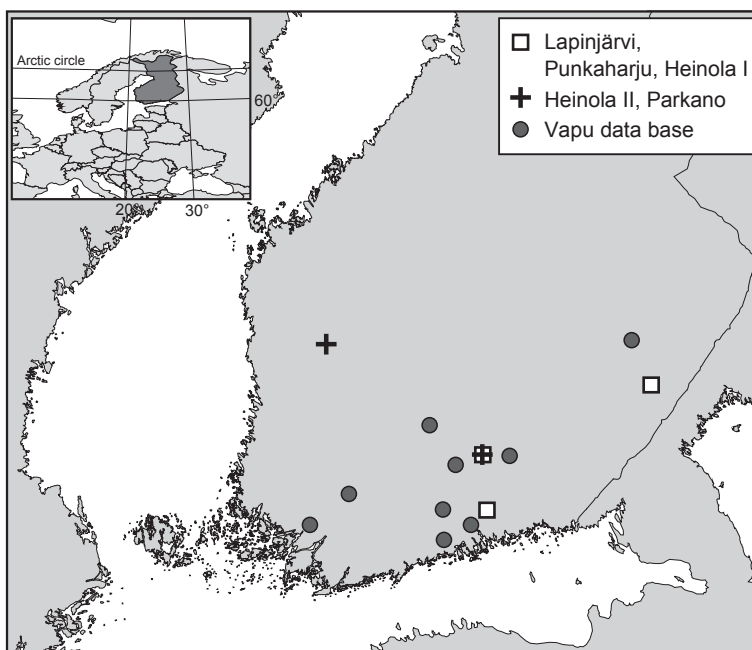 Arctic circle
60°
20°
30°
Lapinjärvi,
Punkaharju, Heinola I
Heinola II, Parkano
Vapu data base